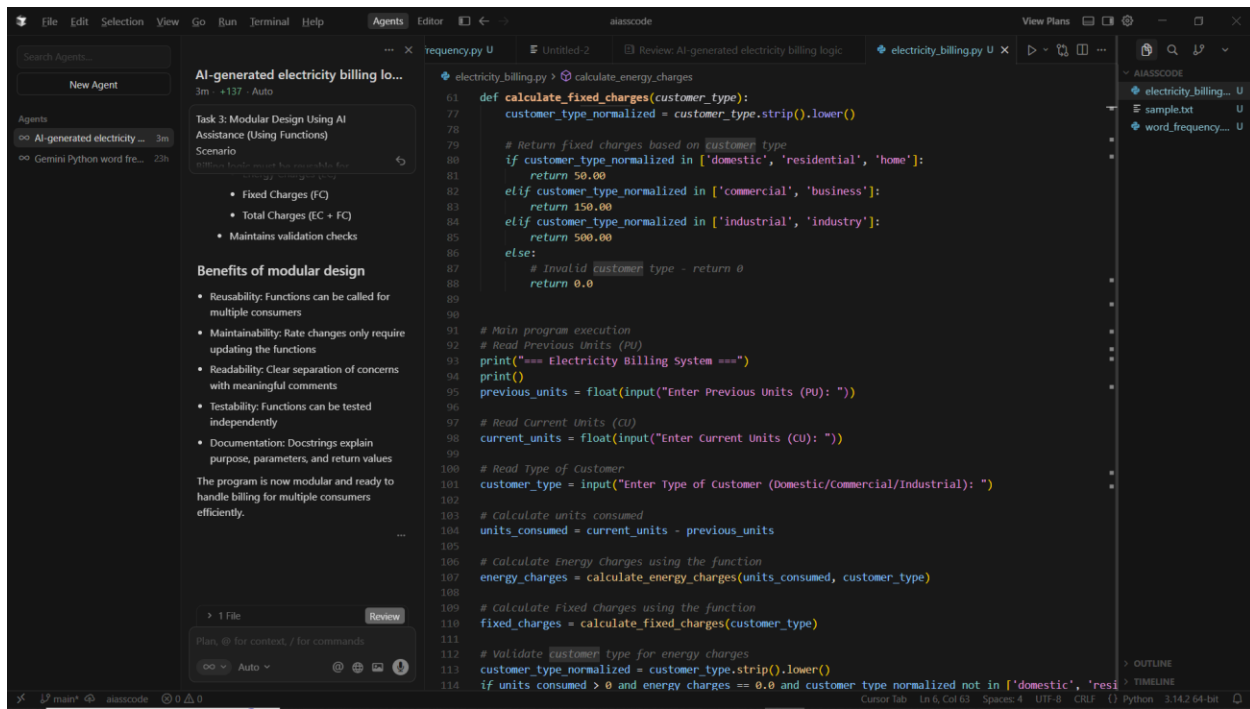 File Edit Selection View Go Run Terminal Help
Agents Editor
aiasscode
View Plans
Search Agents...
New Agent
Agents
AI-generated electricity ... 3m
Gemini Python word fre... 23h
AI-generated electricity billing lo...
3m · +137 · Auto
Task 3: Modular Design Using AI
Assistance (Using Functions)
Scenario
Billing logic must be reusable for
Energy Charges (EC)
• Fixed Charges (FC)
• Total Charges (EC + FC)
• Maintains validation checks
Benefits of modular design
• Reusability: Functions can be called for
multiple consumers
• Maintainability: Rate changes only require
updating the functions
• Readability: Clear separation of concerns
with meaningful comments
• Testability: Functions can be tested
independently
• Documentation: Docstrings explain
purpose, parameters, and return values
The program is now modular and ready to
handle billing for multiple consumers
efficiently.
...
> 1 File Review
Plan, @ for context, / for commands
Auto
requency.py U Untitled-2 Review: AI-generated electricity billing logic electricity_billing.py U
electricity_billing.py > calculate_energy_charges
61 def calculate_fixed_charges(customer_type):
77 customer_type_normalized = customer_type.strip().lower()
78
79 # Return fixed charges based on customer type
80 if customer_type_normalized in ['domestic', 'residential', 'home']:
81 return 50.00
82 elif customer_type_normalized in ['commercial', 'business']:
83 return 150.00
84 elif customer_type_normalized in ['industrial', 'industry']:
85 return 500.00
86 else:
87 # Invalid customer type - return 0
88 return 0.0
89
90
91 # Main program execution
92 # Read Previous Units (PU)
93 print("=== Electricity Billing System ===")
94 print()
95 previous_units = float(input("Enter Previous Units (PU): "))
96
97 # Read Current Units (CU)
98 current_units = float(input("Enter Current Units (CU): "))
99
100 # Read Type of Customer
101 customer_type = input("Enter Type of Customer (Domestic/Commercial/Industrial): ")
102
103 # Calculate units consumed
104 units_consumed = current_units - previous_units
105
106 # Calculate Energy Charges using the function
107 energy_charges = calculate_energy_charges(units_consumed, customer_type)
108
109 # Calculate Fixed Charges using the function
110 fixed_charges = calculate_fixed_charges(customer_type)
111
112 # Validate customer type for energy charges
113 customer_type_normalized = customer_type.strip().lower()
114 if units_consumed > 0 and energy_charges == 0.0 and customer_type_normalized not in ['domestic', 'resi
AIASSCODE
electricity_billing... U
sample.txt U
word_frequency.... U
> OUTLINE
> TIMELINE
main* aiasscode 0 0
Cursor Tab Ln 6, Col 63 Spaces: 4 UTF-8 CRLF {} Python 3.14.2 64-bit